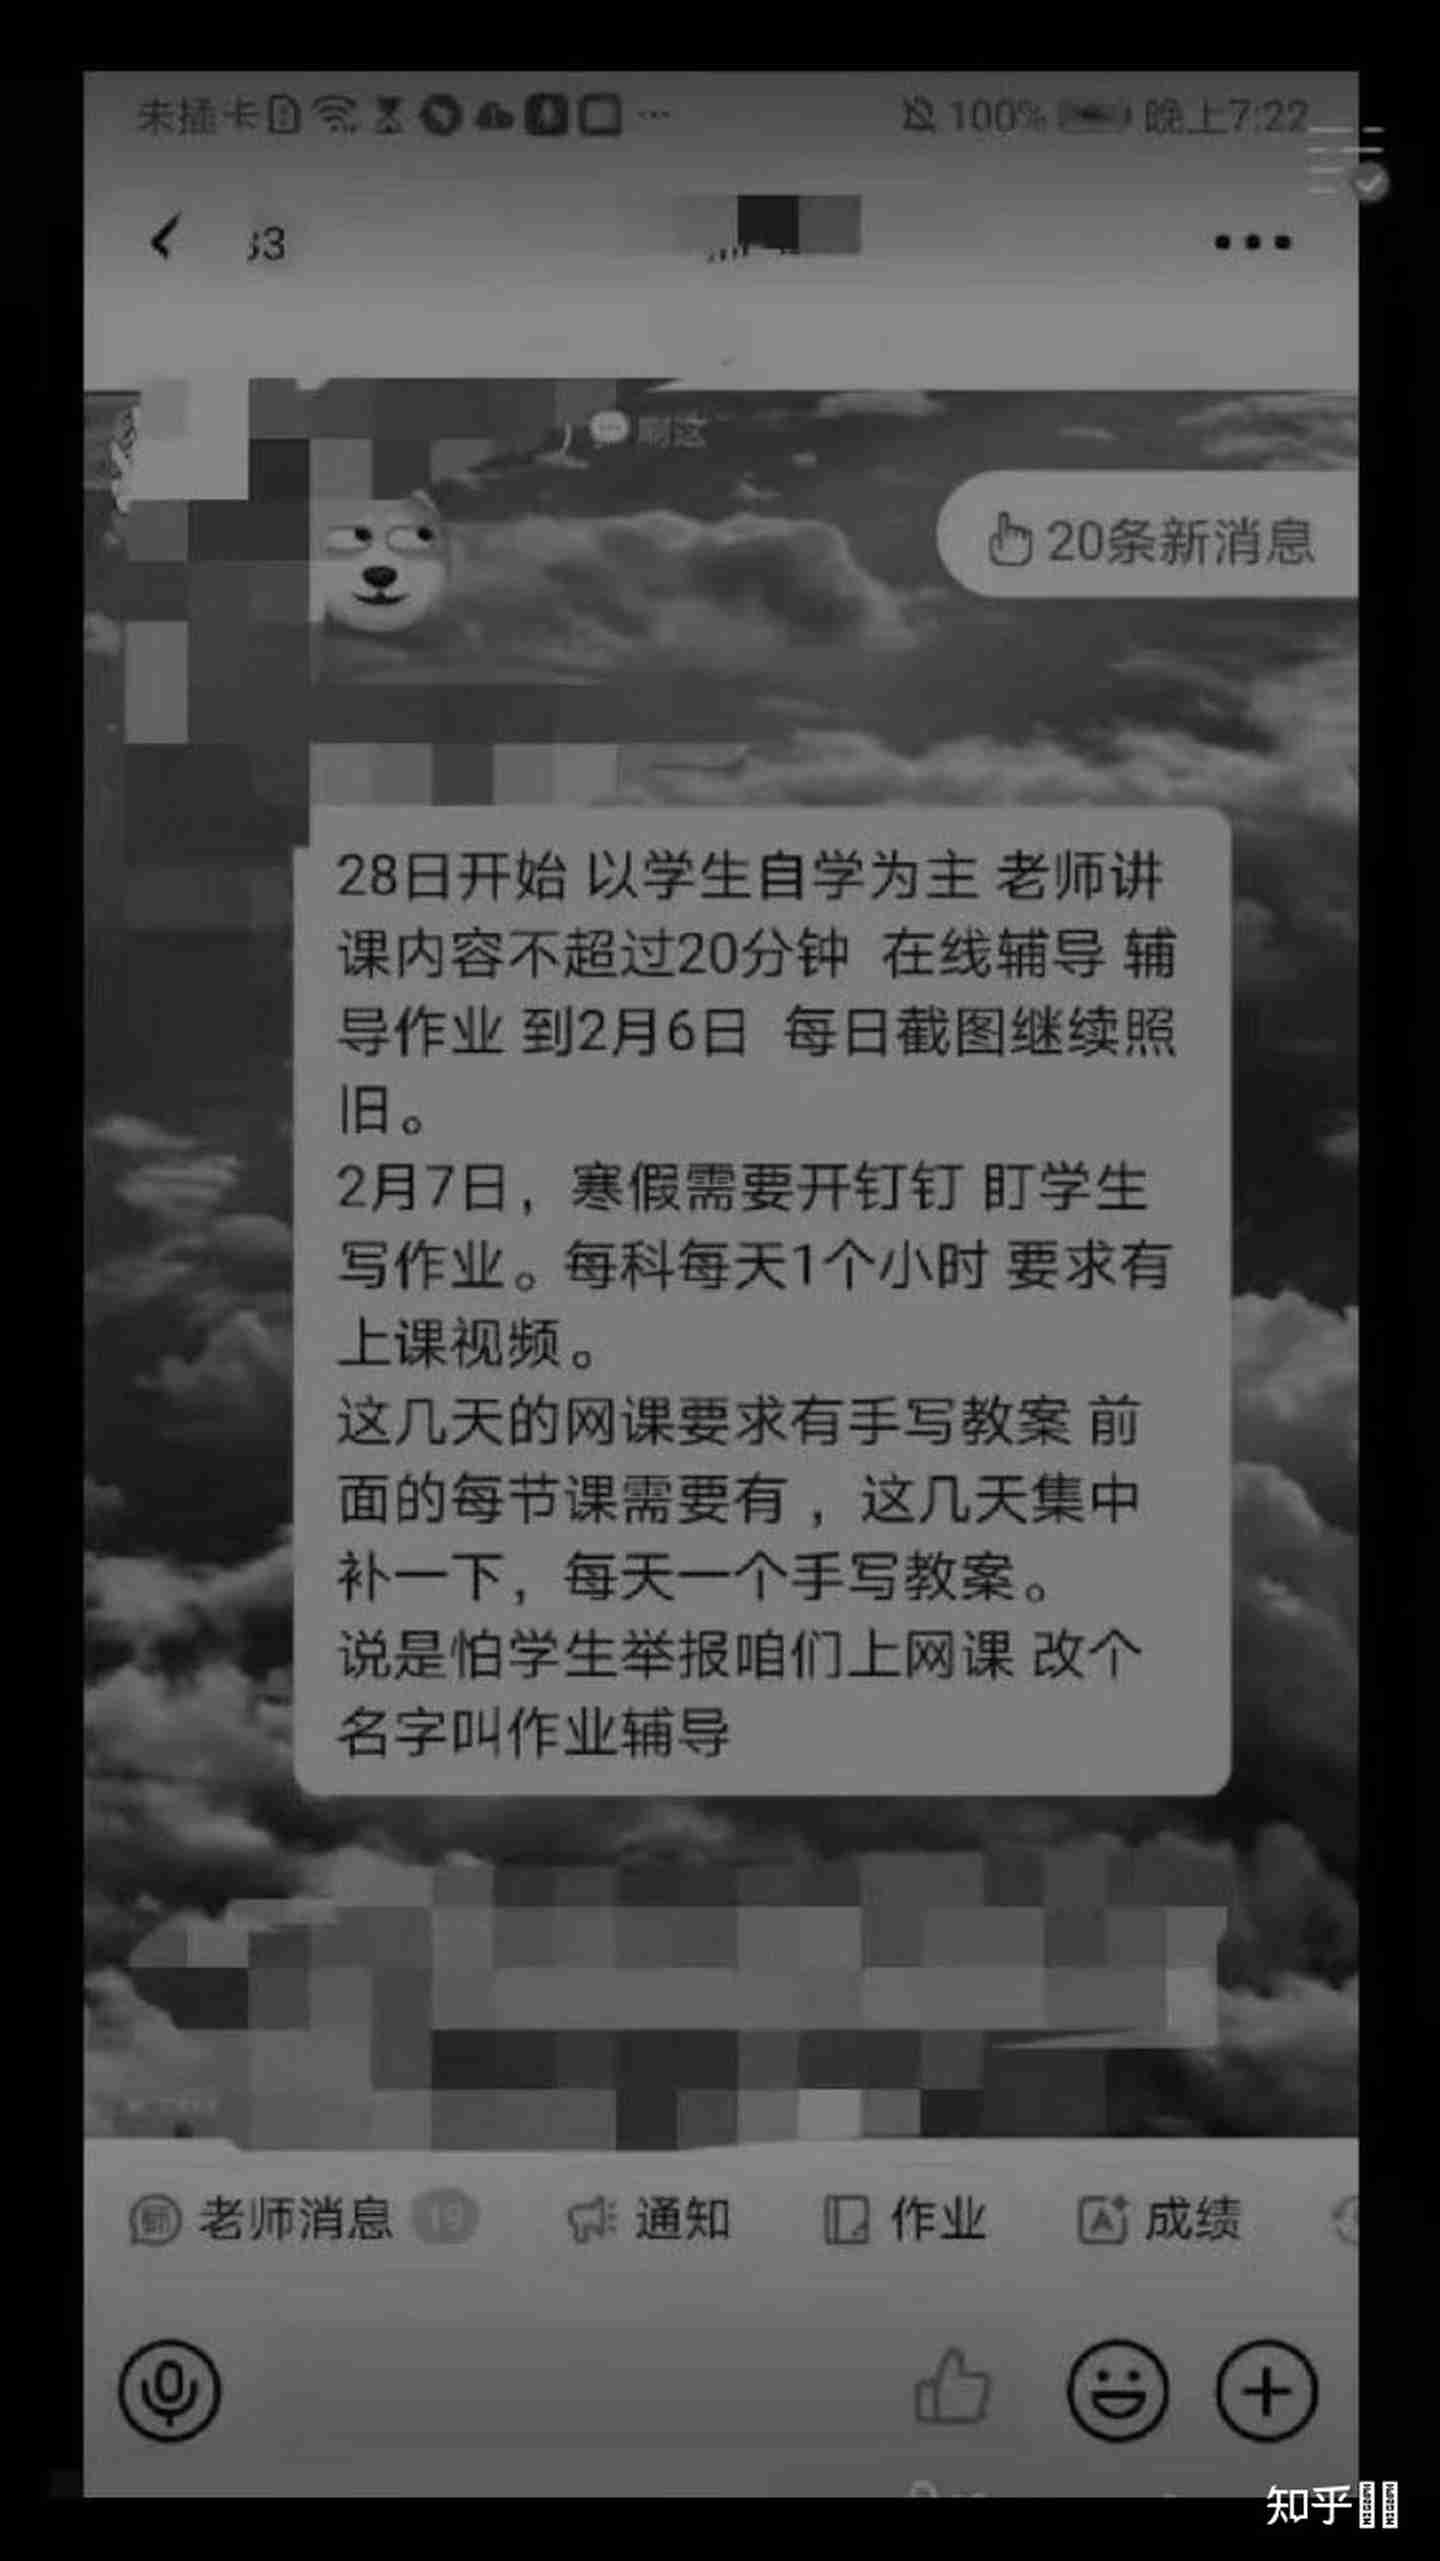 未插卡
100% 晚上7:22
33
20条新消息
28日开始 以学生自学为主 老师讲
课内容不超过20分钟 在线辅导 辅
导作业 到2月6日 每日截图继续照
旧。
2月7日，寒假需要开钉钉 盯学生
写作业。每科每天1个小时 要求有
上课视频。
这几天的网课要求有手写教案 前
面的每节课需要有，这几天集中
补一下，每天一个手写教案。
说是怕学生举报咱们上网课 改个
名字叫作业辅导
老师消息 19 通知 作业 成绩
知乎